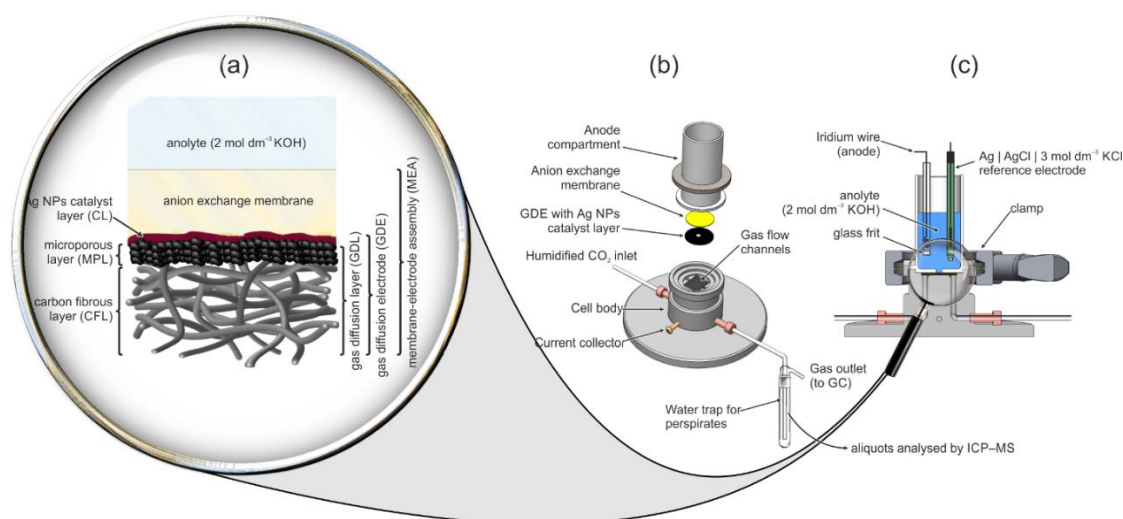 (a)
anolyte (2 mol dm⁻³ KOH)
anion exchange membrane
Ag NPs catalyst
layer (CL)
microporous
layer (MPL)
carbon fibrous
layer (CFL)
gas diffusion layer (GDL)
gas diffusion electrode (GDE)
membrane-electrode assembly (MEA)
(b)
Anode
compartment
Anion exchange
membrane
GDE with Ag NPs
catalyst layer
Gas flow
channels
Humidified CO₂ inlet
Cell body
Current collector
Gas outlet
(to GC)
Water trap for
perspirates
aliquots analysed by ICP–MS
(c)
Iridium wire
(anode)
Ag | AgCl | 3 mol dm⁻³ KCl
reference electrode
anolyte
(2 mol dm⁻³ KOH)
glass frit
clamp